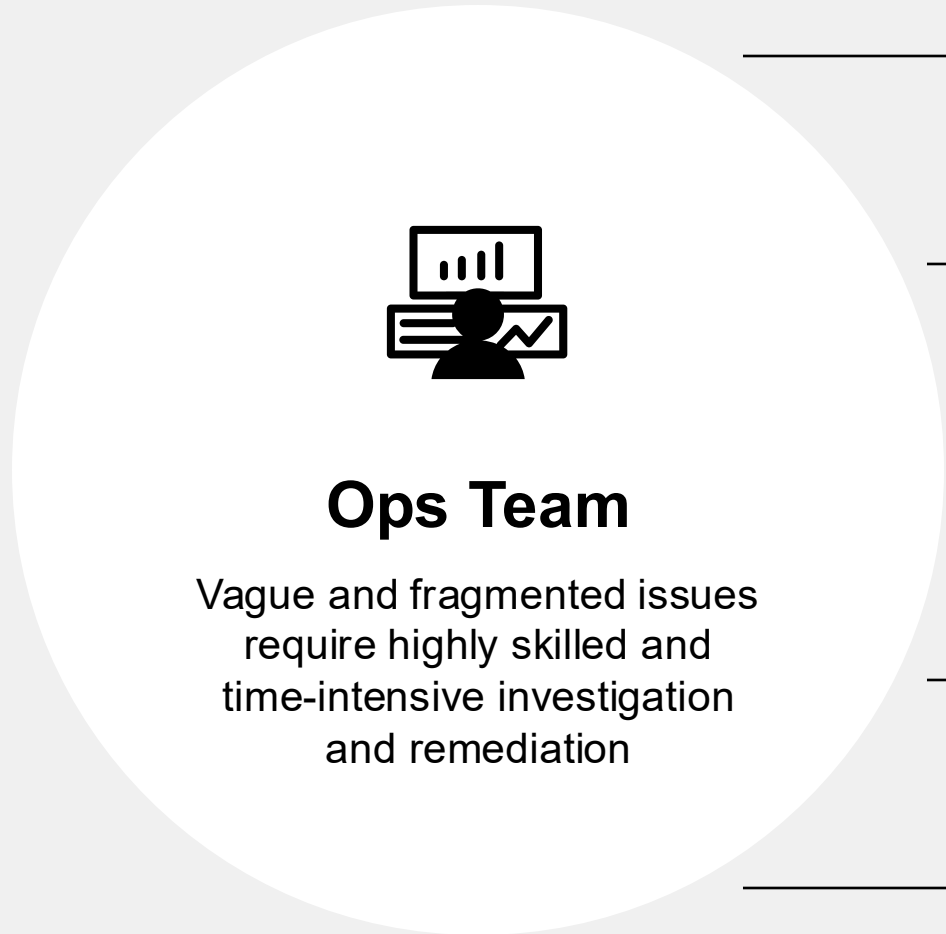 Ops Team
Vague and fragmented issues
require highly skilled and
time-intensive investigation
and remediation